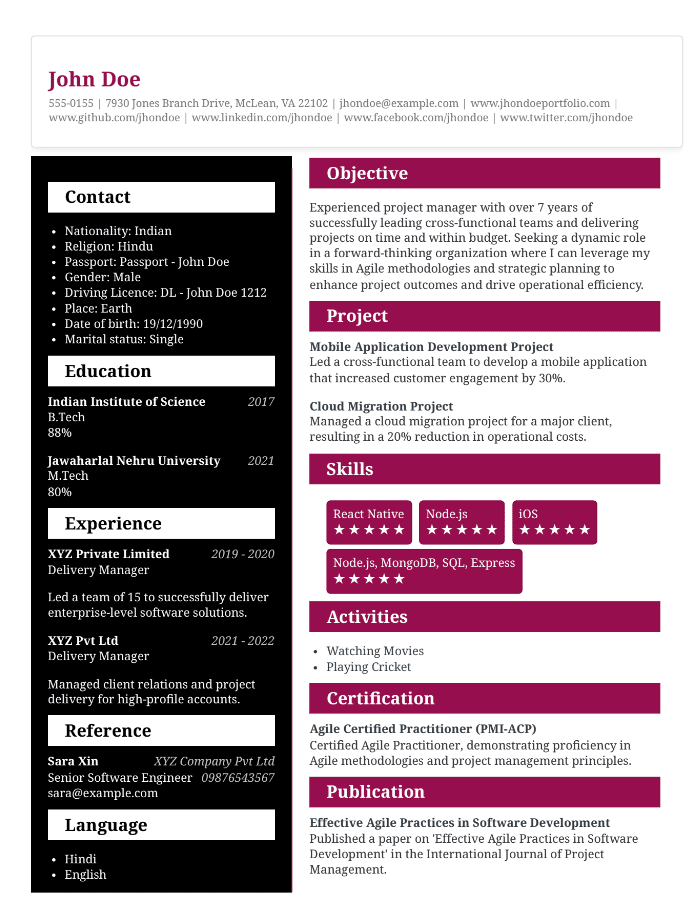 John Doe
555-0155 | 7930 Jones Branch Drive, McLean, VA 22102 | jhondoe@example.com | www.jhondoeportfolio.com |
www.github.com/jhondoe | www.linkedin.com/jhondoe | www.facebook.com/jhondoe | www.twitter.com/jhondoe
Contact
• Nationality: Indian
• Religion: Hindu
• Passport: Passport - John Doe
• Gender: Male
• Driving Licence: DL - John Doe 1212
• Place: Earth
• Date of birth: 19/12/1990
• Marital status: Single
Education
Indian Institute of Science 2017
B.Tech
88%
Jawaharlal Nehru University 2021
M.Tech
80%
Experience
XYZ Private Limited 2019 - 2020
Delivery Manager
Led a team of 15 to successfully deliver
enterprise-level software solutions.
XYZ Pvt Ltd 2021 - 2022
Delivery Manager
Managed client relations and project
delivery for high-profile accounts.
Reference
Sara Xin XYZ Company Pvt Ltd
Senior Software Engineer 09876543567
sara@example.com
Language
• Hindi
• English
Objective
Experienced project manager with over 7 years of
successfully leading cross-functional teams and delivering
projects on time and within budget. Seeking a dynamic role
in a forward-thinking organization where I can leverage my
skills in Agile methodologies and strategic planning to
enhance project outcomes and drive operational efficiency.
Project
Mobile Application Development Project
Led a cross-functional team to develop a mobile application
that increased customer engagement by 30%.
Cloud Migration Project
Managed a cloud migration project for a major client,
resulting in a 20% reduction in operational costs.
Skills
React Native
★★★★★
Node.js
★★★★★
iOS
★★★★★
Node.js, MongoDB, SQL, Express
★★★★★
Activities
• Watching Movies
• Playing Cricket
Certification
Agile Certified Practitioner (PMI-ACP)
Certified Agile Practitioner, demonstrating proficiency in
Agile methodologies and project management principles.
Publication
Effective Agile Practices in Software Development
Published a paper on 'Effective Agile Practices in Software
Development' in the International Journal of Project
Management.